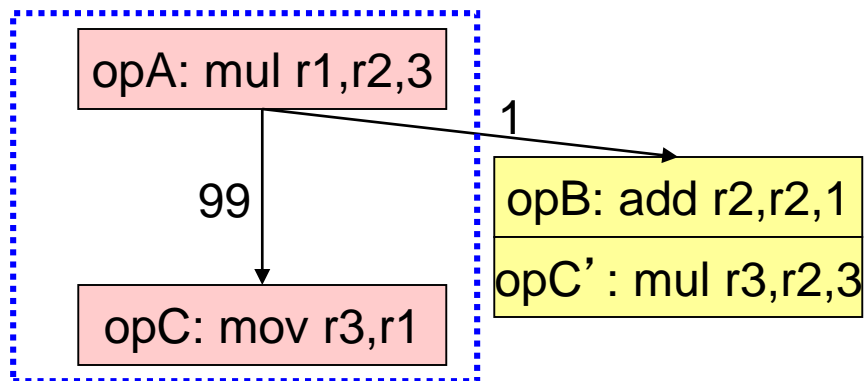 opA: mul r1,r2,3
1
99
opB: add r2,r2,1
opC’: mul r3,r2,3
opC: mov r3,r1